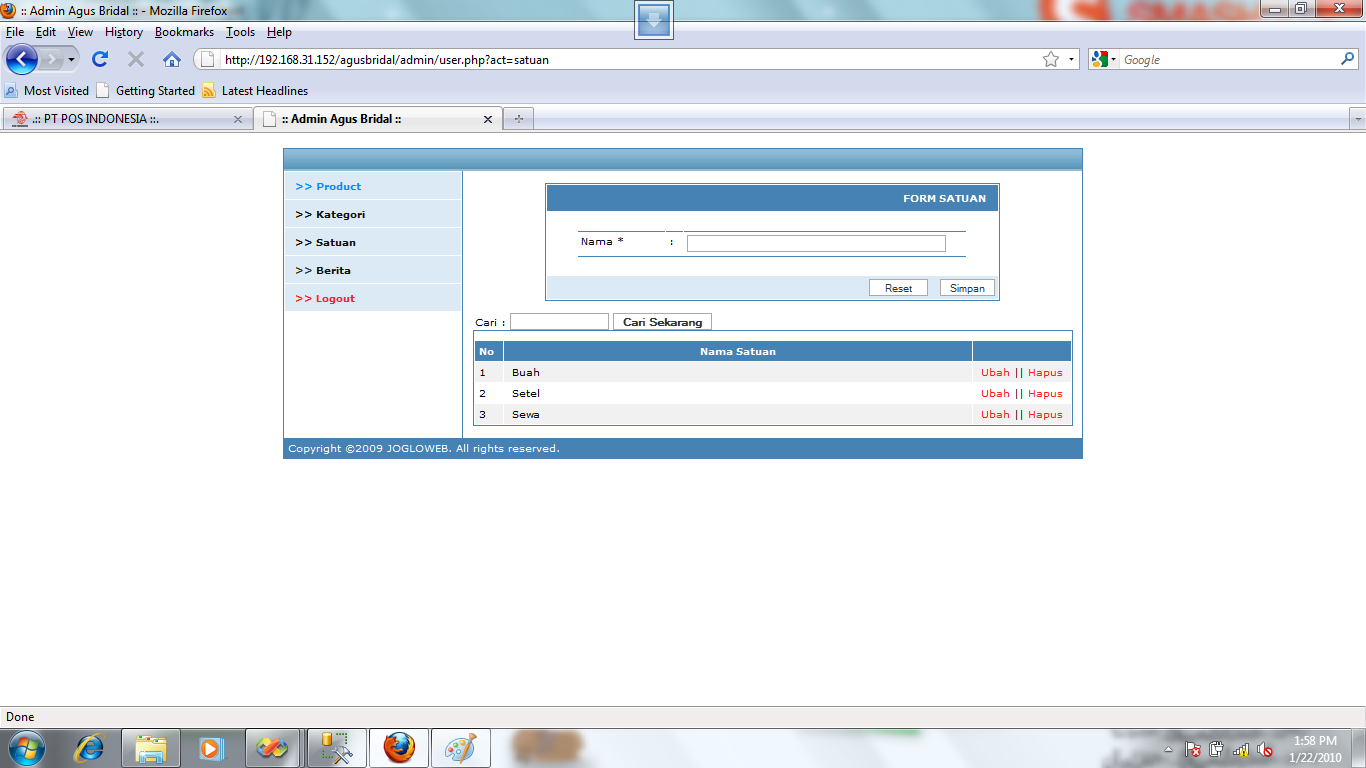 :: Admin Agus Bridal :: - Mozilla Firefox
File Edit View History Bookmarks Tools Help
http://192.168.31.152/agusbridal/admin/user.php?act=satuan
Google
Most Visited Getting Started Latest Headlines
.:: PT POS INDONESIA ::.
:: Admin Agus Bridal ::
>> Product
>> Kategori
>> Satuan
>> Berita
>> Logout
FORM SATUAN
Nama * :
Reset Simpan
Cari : Cari Sekarang
No Nama Satuan
1 Buah Ubah || Hapus
2 Setel Ubah || Hapus
3 Sewa Ubah || Hapus
Copyright ©2009 JOGLOWEB. All rights reserved.
Done
1:58 PM
1/22/2010